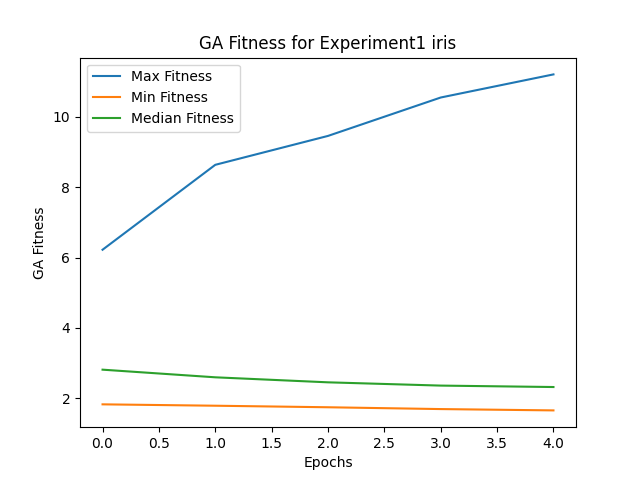 GA Fitness for Experiment1 iris
Max Fitness
Min Fitness
Median Fitness
GA Fitness
10
8
6
4
2
0.0 0.5 1.0 1.5 2.0 2.5 3.0 3.5 4.0
Epochs